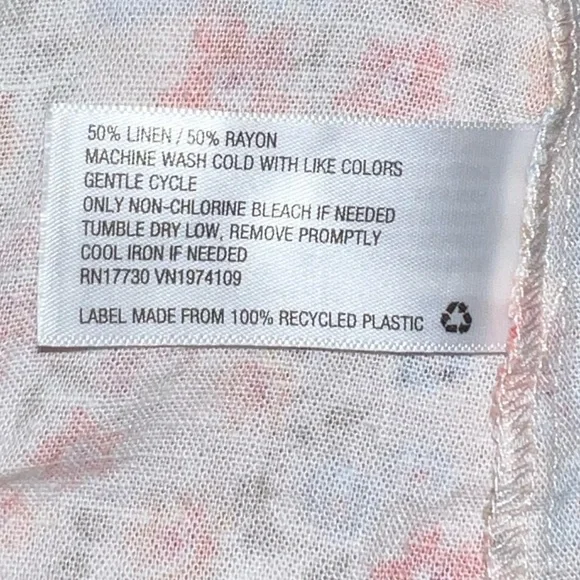 50% LINEN / 50% RAYON
MACHINE WASH COLD WITH LIKE COLORS
GENTLE CYCLE
ONLY NON-CHLORINE BLEACH IF NEEDED
TUMBLE DRY LOW, REMOVE PROMPTLY
COOL IRON IF NEEDED
RN17730 VN1974109
LABEL MADE FROM 100% RECYCLED PLASTIC